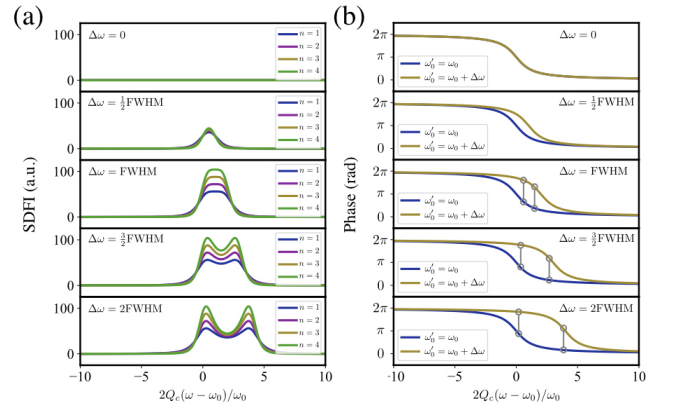 (a)
100
0
Δω = 0
n = 1
n = 2
n = 3
n = 4
100
0
Δω = ½FWHM
n = 1
n = 2
n = 3
n = 4
100
0
Δω = FWHM
n = 1
n = 2
n = 3
n = 4
100
0
Δω = 3/2FWHM
n = 1
n = 2
n = 3
n = 4
100
0
Δω = 2FWHM
n = 1
n = 2
n = 3
n = 4
SDFI (a.u.)
−10
−5
0
5
10
2Qc(ω − ω0)/ω0
(b)
2π
π
0
Δω = 0
ω′0 = ω0
ω′0 = ω0 + Δω
2π
π
0
Δω = ½FWHM
ω′0 = ω0
ω′0 = ω0 + Δω
2π
π
0
Δω = FWHM
ω′0 = ω0
ω′0 = ω0 + Δω
2π
π
0
Δω = 3/2FWHM
ω′0 = ω0
ω′0 = ω0 + Δω
2π
π
0
Δω = 2FWHM
ω′0 = ω0
ω′0 = ω0 + Δω
Phase (rad)
−10
−5
0
5
10
2Qc(ω − ω0)/ω0